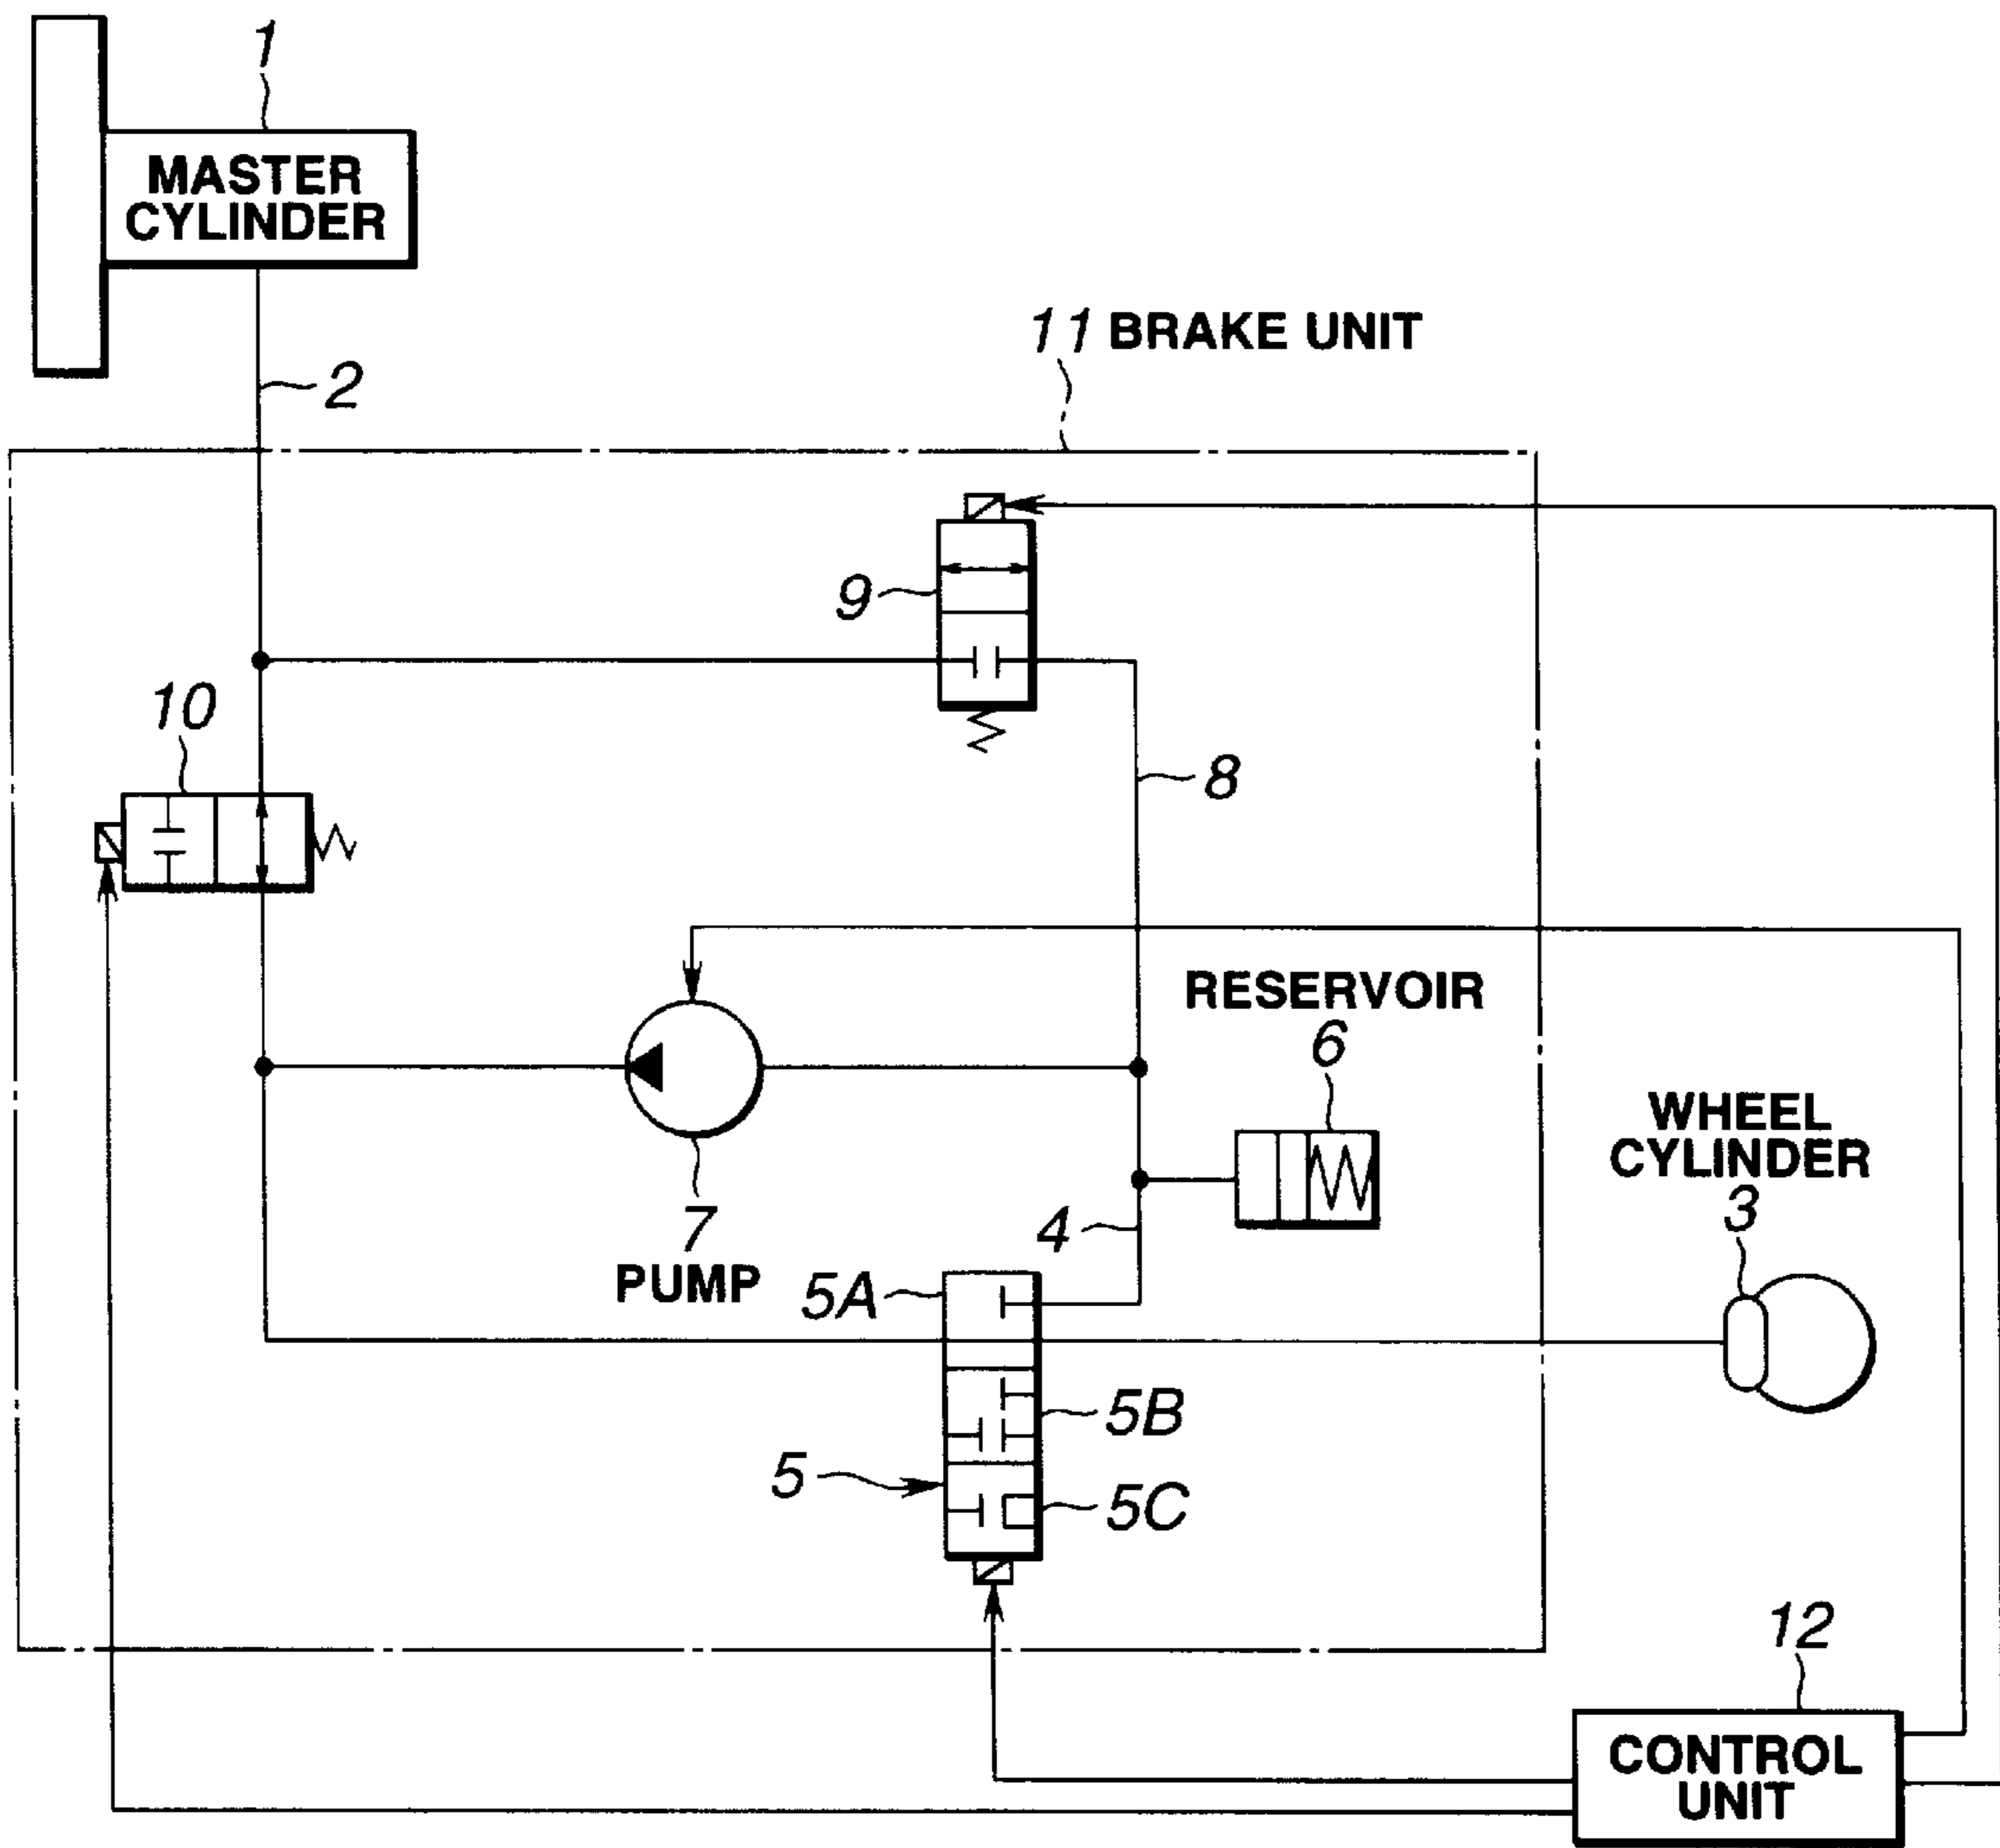 1
MASTER
CYLINDER
2
11 BRAKE UNIT
9
10
8
RESERVOIR
6
WHEEL
CYLINDER
3
7
PUMP
4
5A
5B
5
5C
12
CONTROL
UNIT